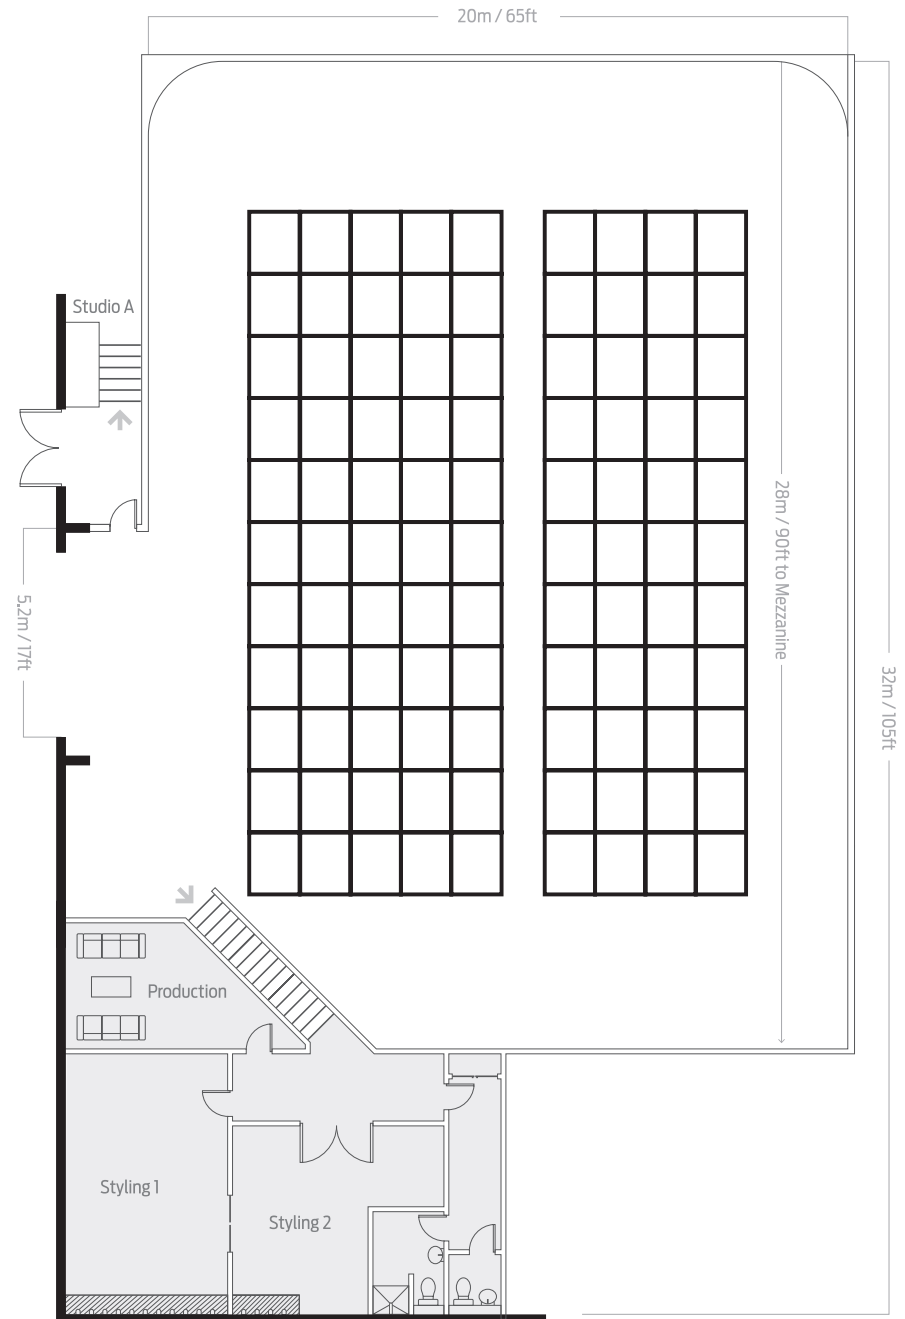 20m / 65ft
Studio A
28m / 90ft to Mezzanine
5.2m / 17ft
32m / 105ft
Production
Styling 1
Styling 2